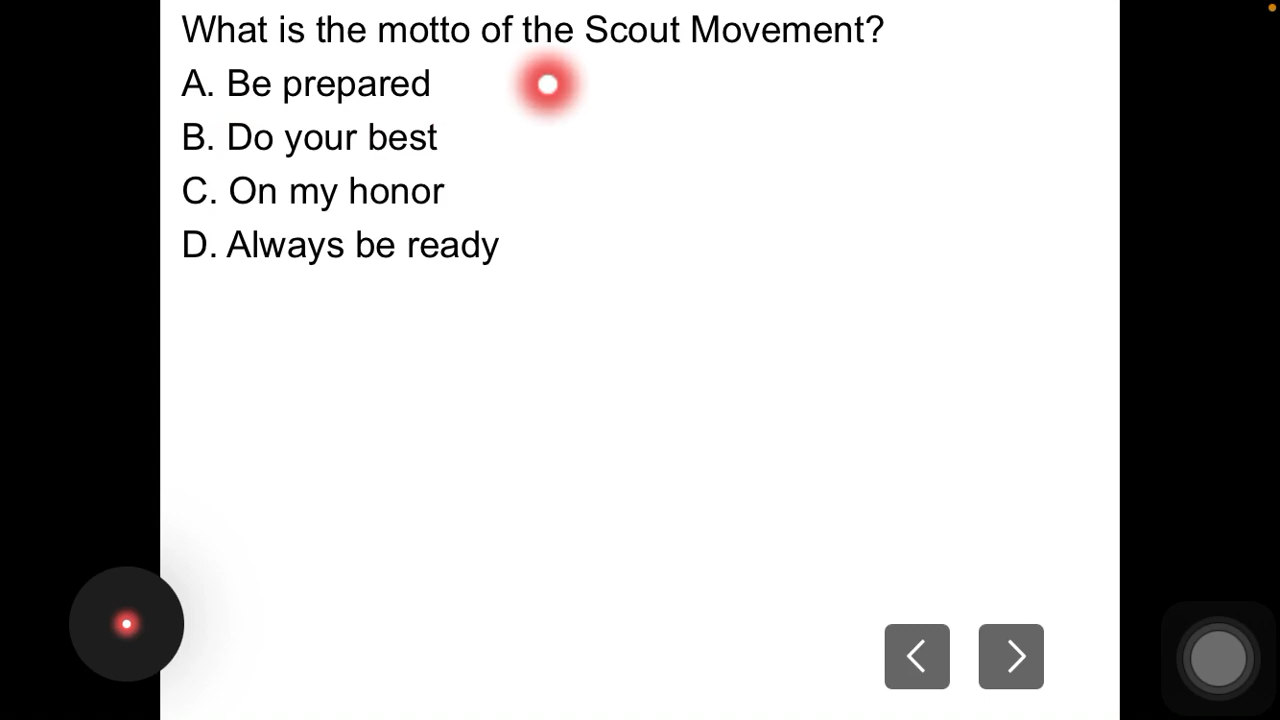 What is the motto of the Scout Movement?
A. Be prepared
B. Do your best
C. On my honor
D. Always be ready